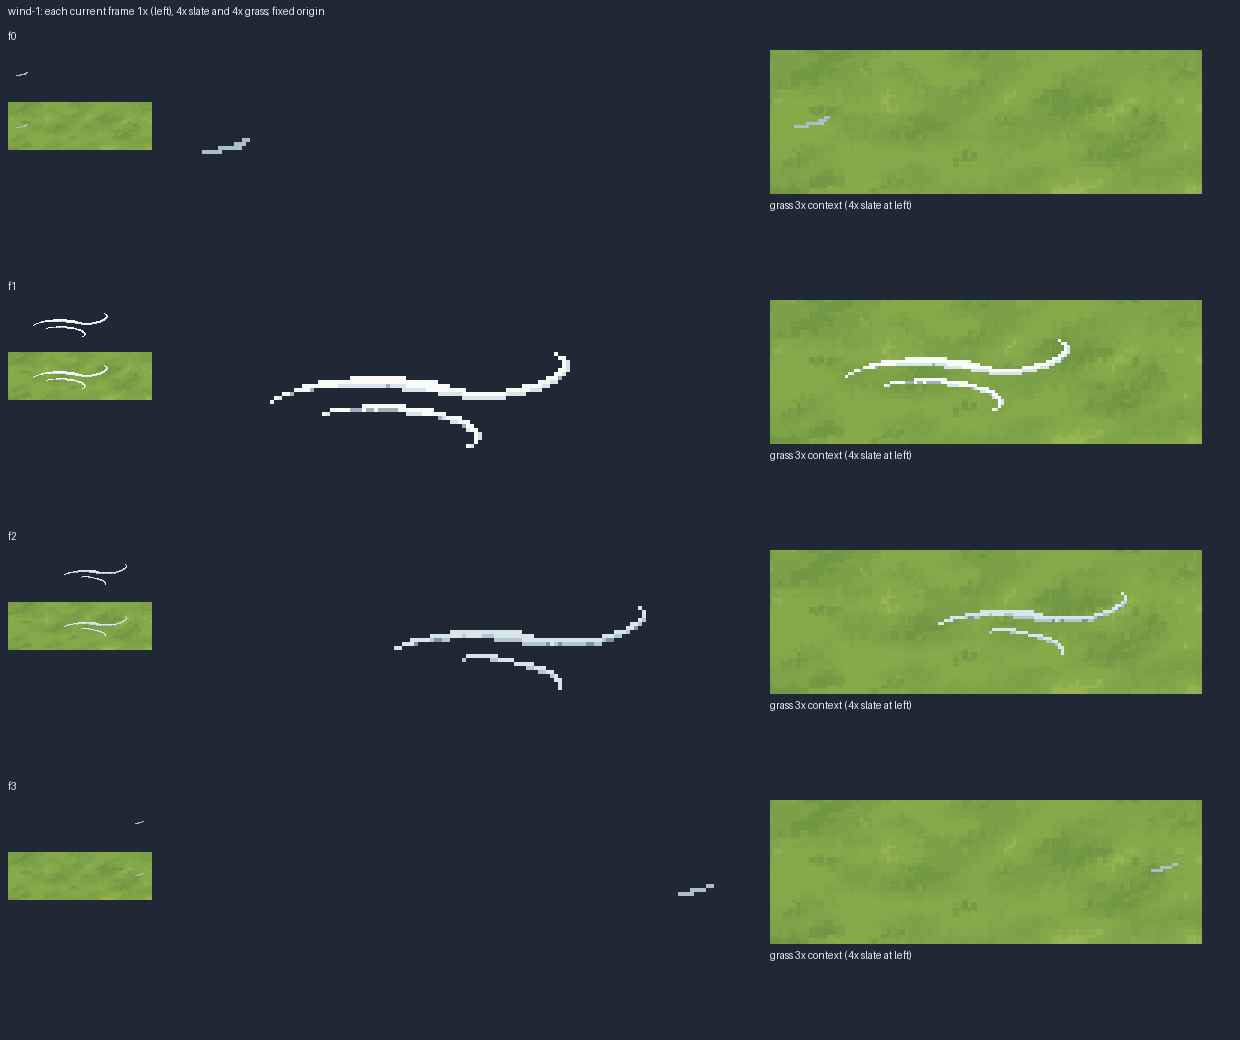 wind-1: each current frame 1x (left), 4x slate and 4x grass; fixed origin
f0
grass 3x context (4x slate at left)
f1
grass 3x context (4x slate at left)
f2
grass 3x context (4x slate at left)
f3
grass 3x context (4x slate at left)